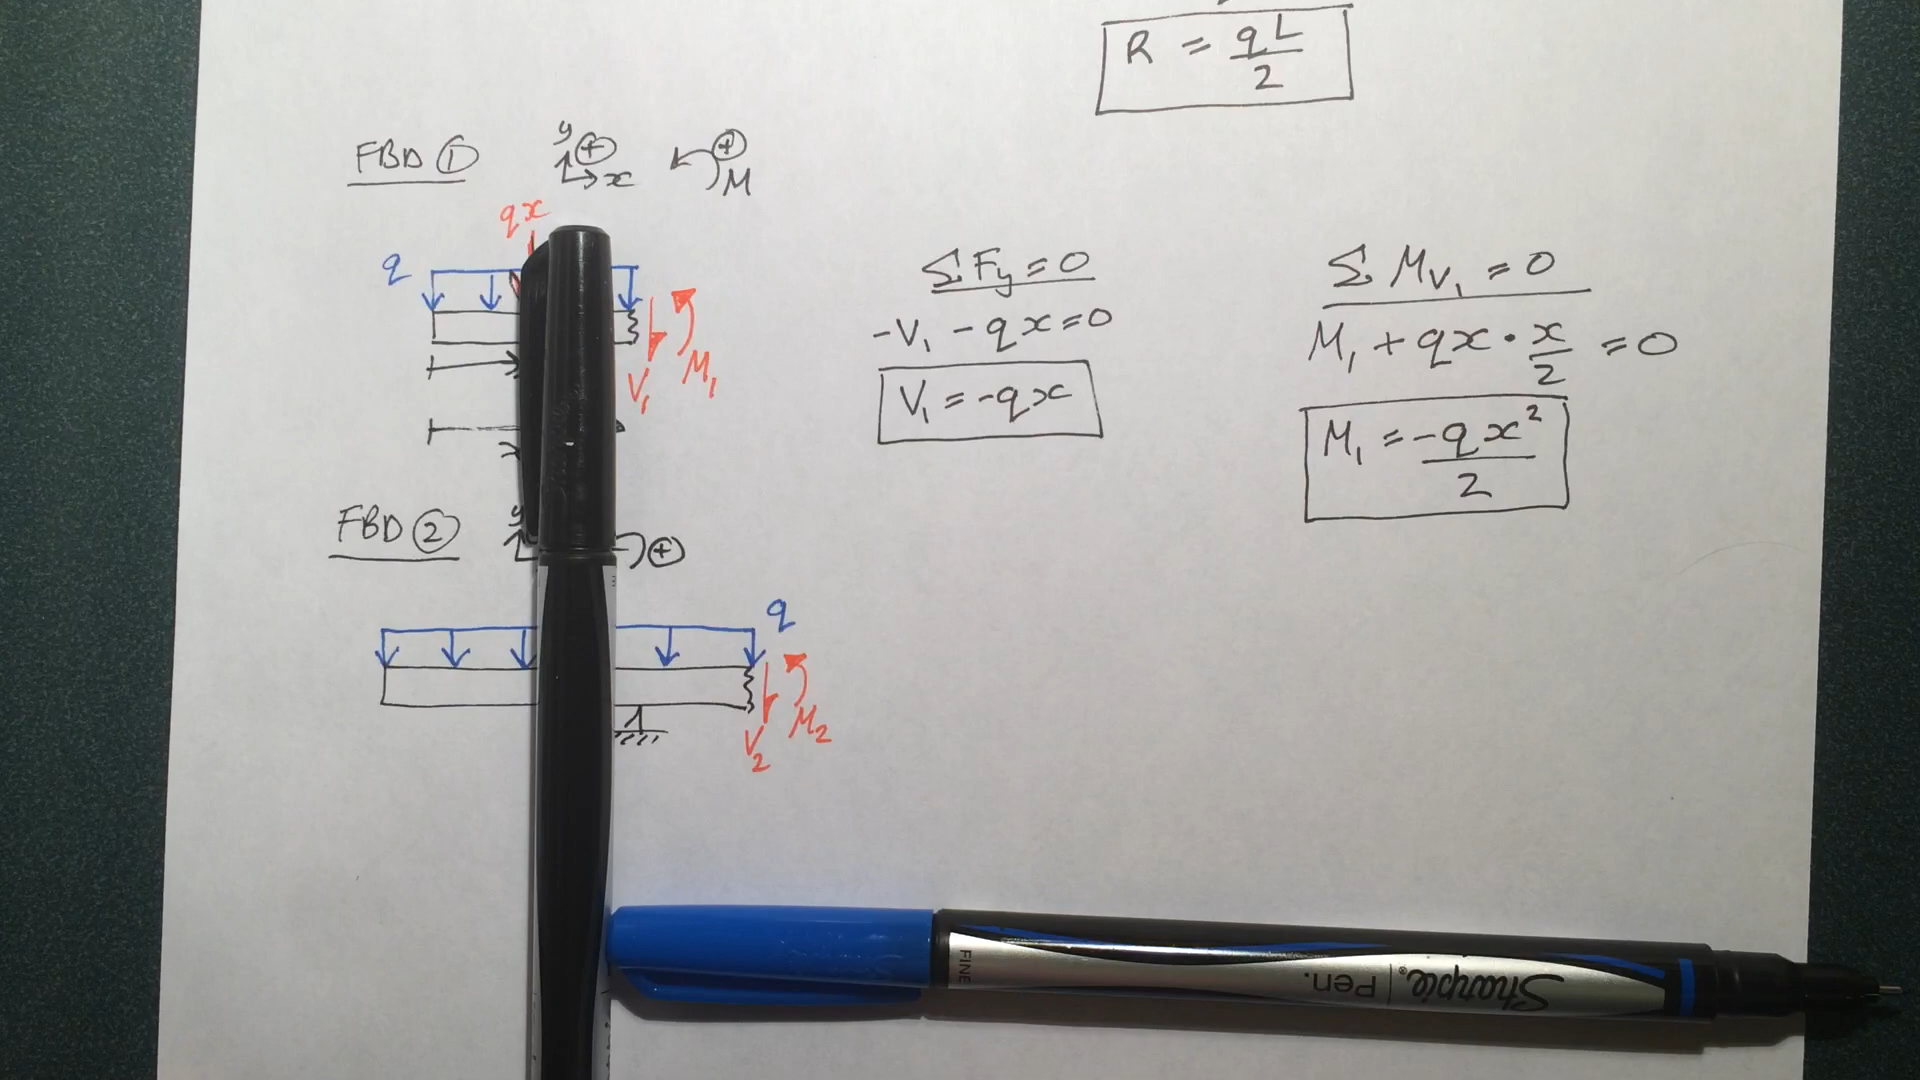 R = qL/2
FBD ① y ⊕ x ⊕ M
qx
q
V₁ M₁
ΣFy = 0
-V₁ - qx = 0
V₁ = -qx
ΣM_V₁ = 0
M₁ + qx · x/2 = 0
M₁ = -qx²/2
FBD ② y ⊕
q
V₂ M₂
Sharpie® Pen. FINE